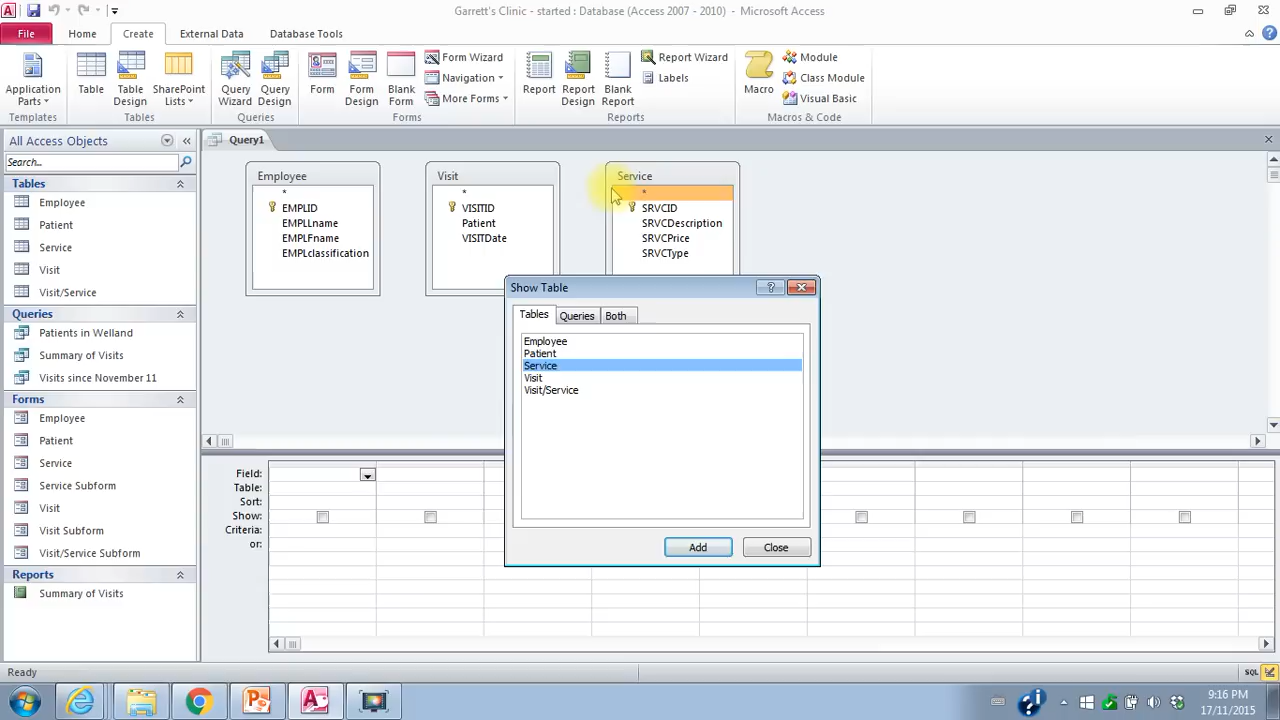 Garrett's Clinic - started : Database (Access 2007 - 2010) - Microsoft Access
File Home Create External Data Database Tools
Application Parts
Table
Table Design
SharePoint Lists
Query Wizard
Query Design
Form
Form Design
Blank Form
Form Wizard
Navigation
More Forms
Report
Report Design
Blank Report
Report Wizard
Labels
Macro
Module
Class Module
Visual Basic
Templates Tables Queries Forms Reports Macros & Code
All Access Objects
Search...
Tables
Employee
Patient
Service
Visit
Visit/Service
Queries
Patients in Welland
Summary of Visits
Visits since November 11
Forms
Employee
Patient
Service
Service Subform
Visit
Visit Subform
Visit/Service Subform
Reports
Summary of Visits
Query1
Employee
*
EMPLID
EMPLLname
EMPLFname
EMPLclassification
Visit
*
VISITID
Patient
VISITDate
Service
*
SRVCID
SRVCDescription
SRVCPrice
SRVCType
Show Table
Tables Queries Both
Employee
Patient
Service
Visit
Visit/Service
Add Close
Field:
Table:
Sort:
Show:
Criteria:
or:
Ready
SQL
9:16 PM
17/11/2015